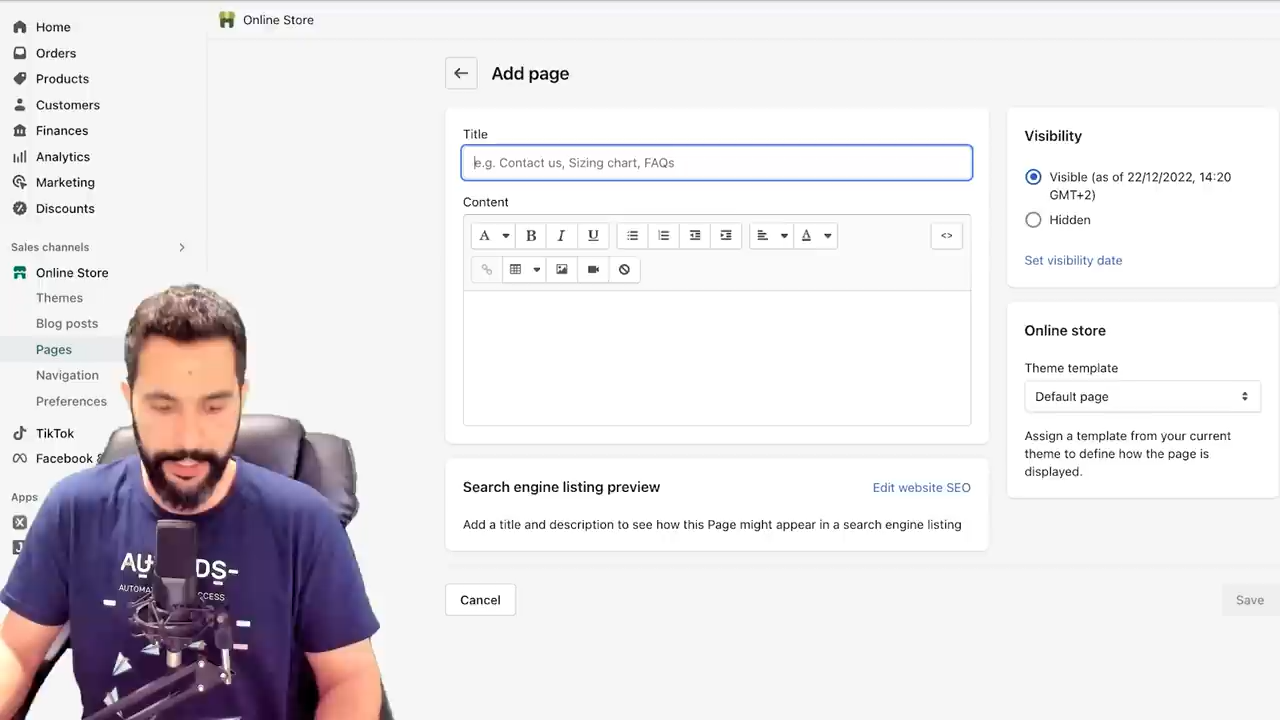 Home
Online Store
Orders
Products
Customers
Finances
Analytics
Marketing
Discounts
Sales channels
Online Store
Themes
Blog posts
Pages
Navigation
Preferences
TikTok
Facebook
Apps
Add page
Title
e.g. Contact us, Sizing chart, FAQs
Content
A B I U A <>
Search engine listing preview
Edit website SEO
Add a title and description to see how this Page might appear in a search engine listing
Cancel
Save
Visibility
Visible (as of 22/12/2022, 14:20
GMT+2)
Hidden
Set visibility date
Online store
Theme template
Default page
Assign a template from your current
theme to define how the page is
displayed.